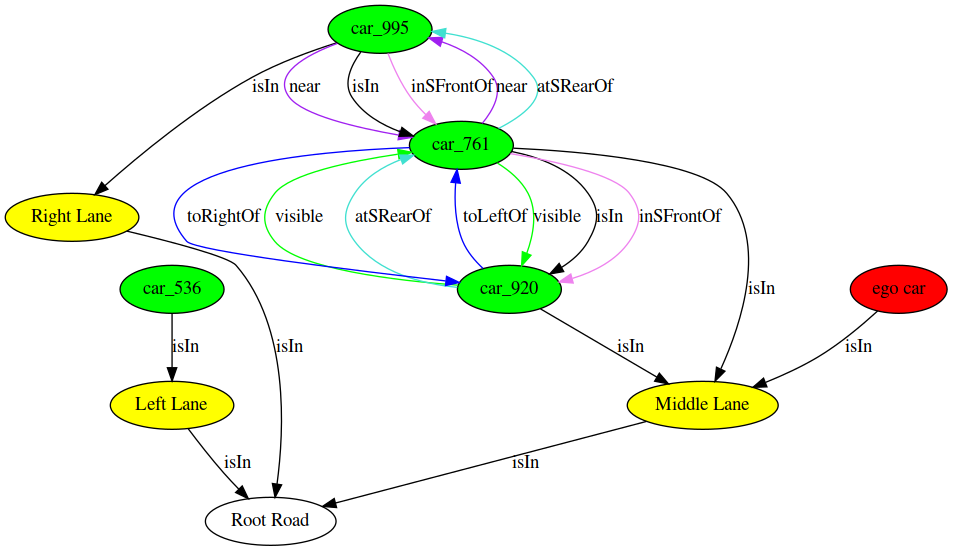 car_995
isIn near isIn inSFrontOf near atSRearOf
car_761
Right Lane toRightOf visible atSRearOf toLeftOf visible isIn inSFrontOf
car_536 car_920 isIn ego car
isIn isIn isIn isIn
Left Lane Middle Lane
isIn isIn
Root Road